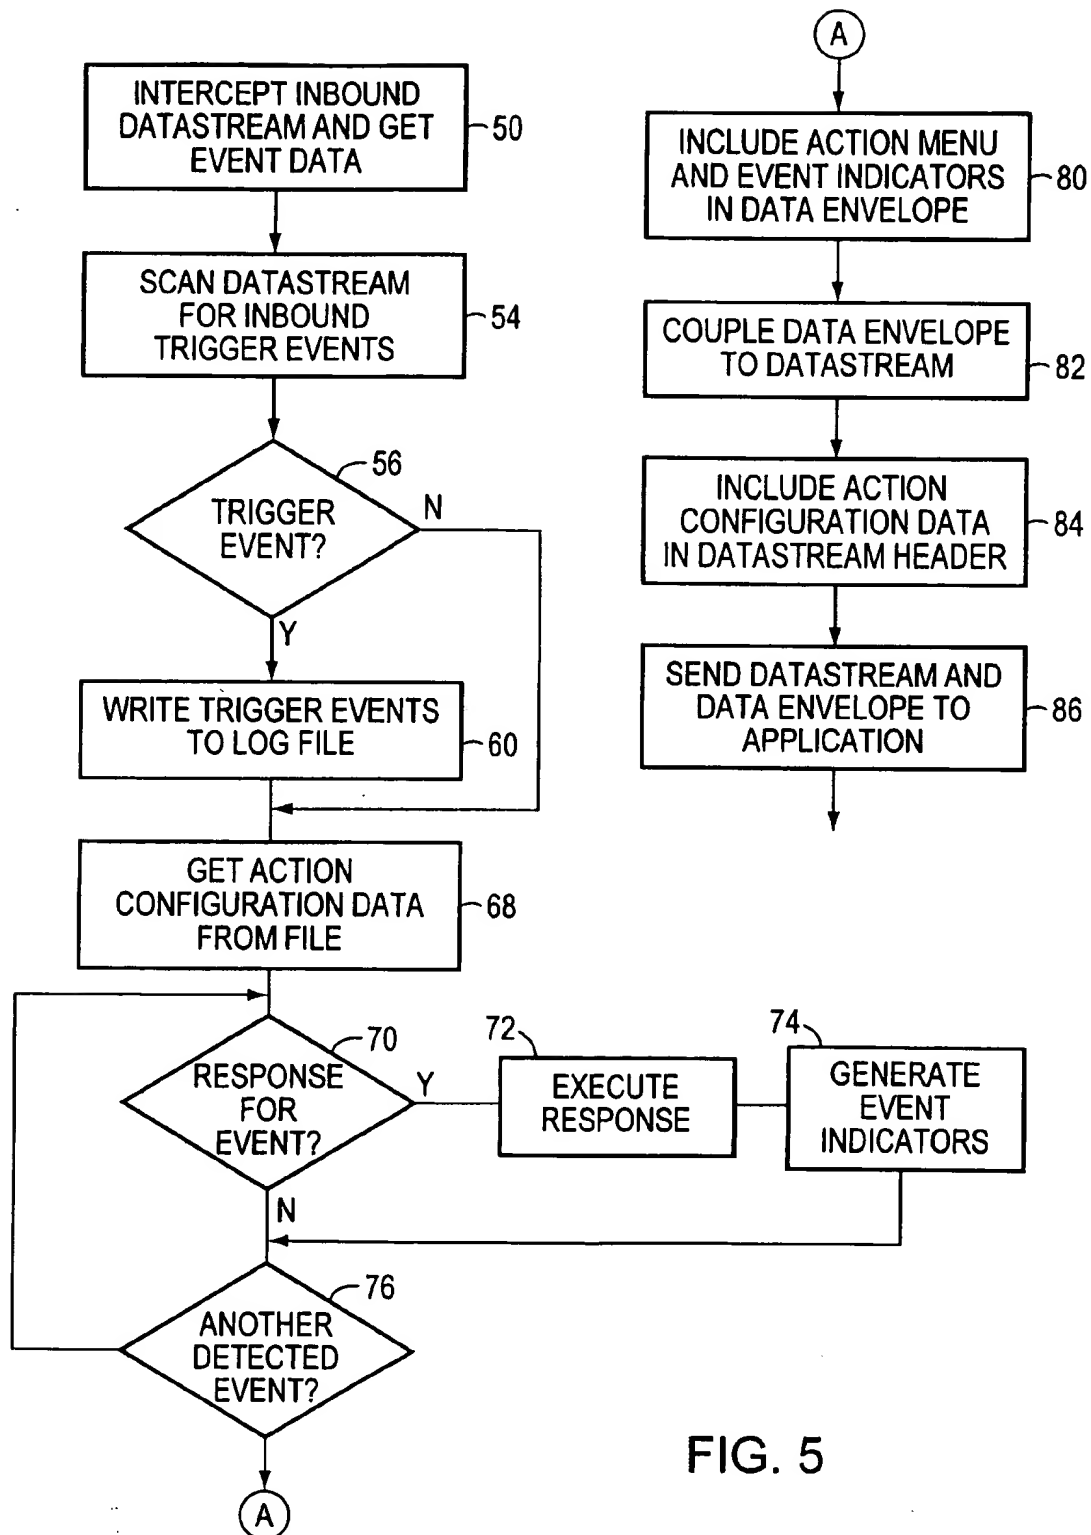 INTERCEPT INBOUND
DATASTREAM AND GET
EVENT DATA
50
SCAN DATASTREAM
FOR INBOUND
TRIGGER EVENTS
54
56
TRIGGER
EVENT?
N
Y
WRITE TRIGGER EVENTS
TO LOG FILE
60
GET ACTION
CONFIGURATION DATA
FROM FILE
68
70
RESPONSE
FOR
EVENT?
Y
N
72
EXECUTE
RESPONSE
74
GENERATE
EVENT
INDICATORS
76
ANOTHER
DETECTED
EVENT?
A
A
INCLUDE ACTION MENU
AND EVENT INDICATORS
IN DATA ENVELOPE
80
COUPLE DATA ENVELOPE
TO DATASTREAM
82
INCLUDE ACTION
CONFIGURATION DATA
IN DATASTREAM HEADER
84
SEND DATASTREAM AND
DATA ENVELOPE TO
APPLICATION
86
FIG. 5